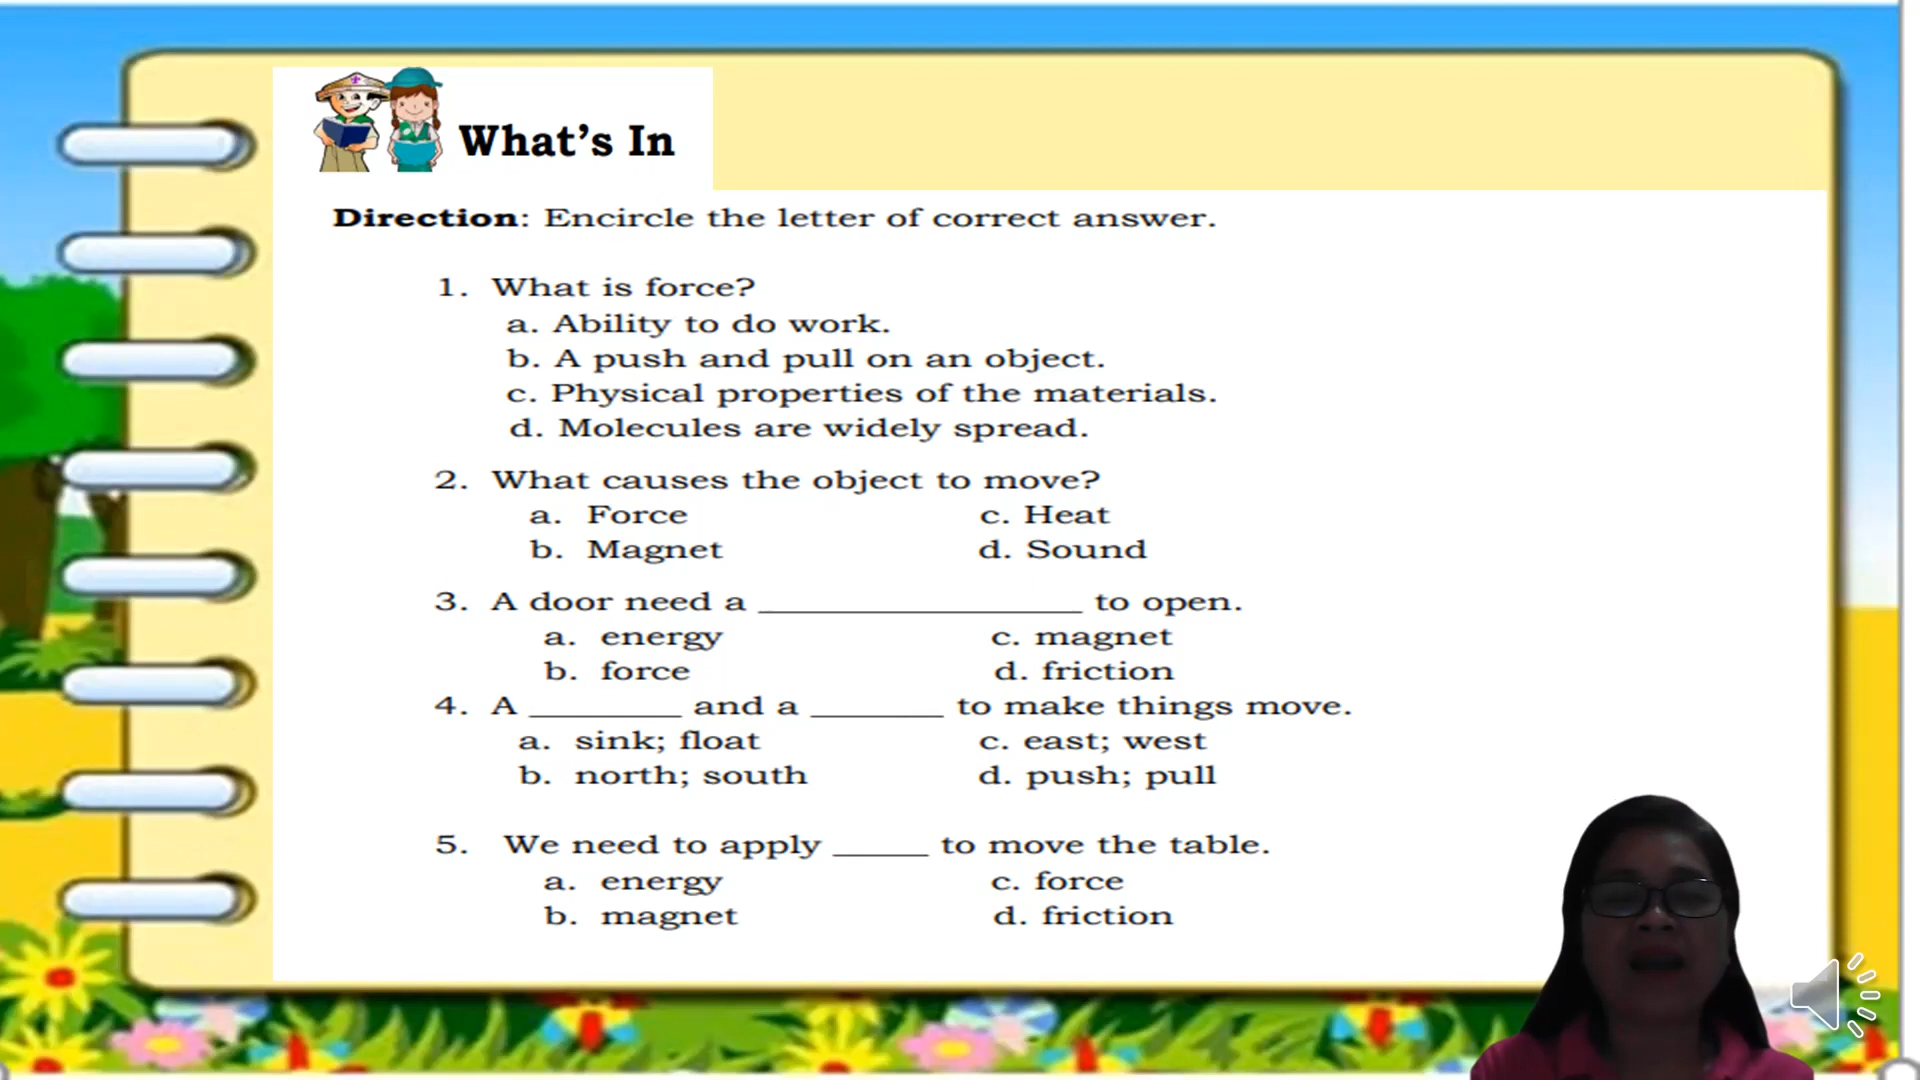 What's In
Direction: Encircle the letter of correct answer.
1. What is force?
a. Ability to do work.
b. A push and pull on an object.
c. Physical properties of the materials.
d. Molecules are widely spread.
2. What causes the object to move?
a. Force c. Heat
b. Magnet d. Sound
3. A door need a _________________ to open.
a. energy c. magnet
b. force d. friction
4. A ________ and a _______ to make things move.
a. sink; float c. east; west
b. north; south d. push; pull
5. We need to apply _____ to move the table.
a. energy c. force
b. magnet d. friction